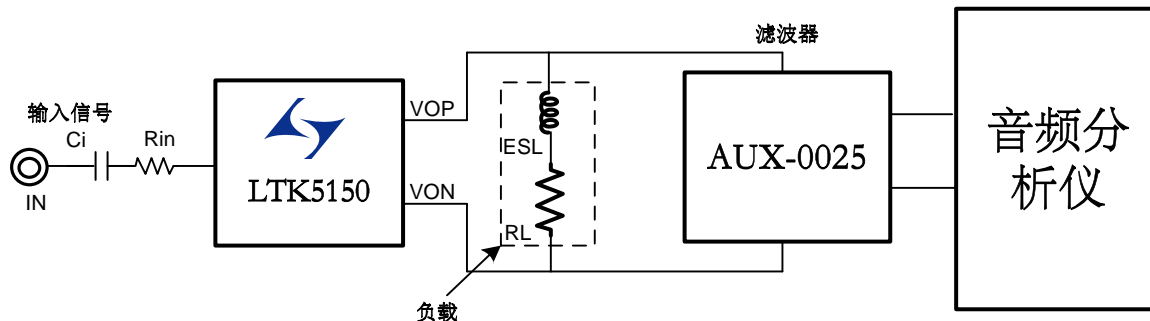 输入信号
Ci
Rin
IN
LTK5150
VOP
VON
ESL
RL
负载
滤波器
AUX-0025
音频分
析仪